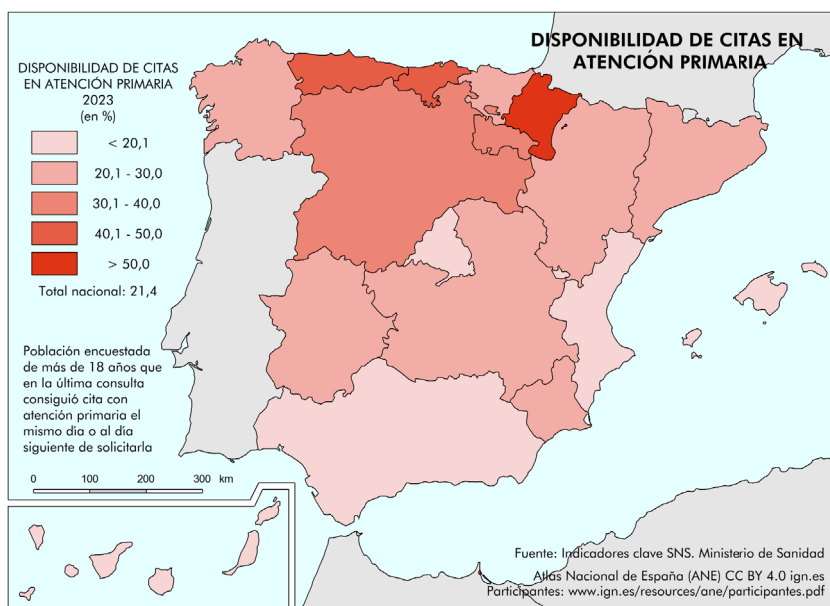 DISPONIBILIDAD DE CITAS EN
ATENCIÓN PRIMARIA
DISPONIBILIDAD DE CITAS
EN ATENCIÓN PRIMARIA
2023
(en %)
< 20,1
20,1 - 30,0
30,1 - 40,0
40,1 - 50,0
> 50,0
Total nacional: 21,4
Población encuestada
de más de 18 años que
en la última consulta
consiguió cita con
atención primaria el
mismo día o al día
siguiente de solicitarla
0 100 200 300 km
Fuente: Indicadores clave SNS. Ministerio de Sanidad
Atlas Nacional de España (ANE) CC BY 4.0 ign.es
Participantes: www.ign.es/resources/ane/participantes.pdf